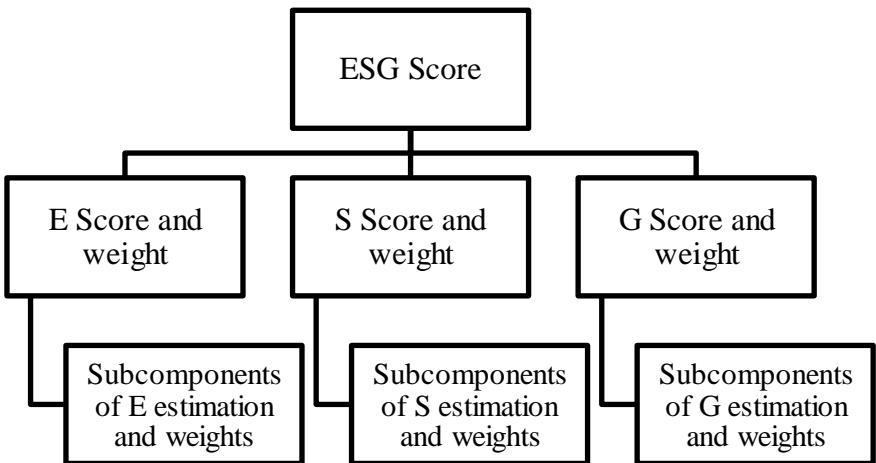 ESG Score
E Score and
weight
S Score and
weight
G Score and
weight
Subcomponents
of E estimation
and weights
Subcomponents
of S estimation
and weights
Subcomponents
of G estimation
and weights